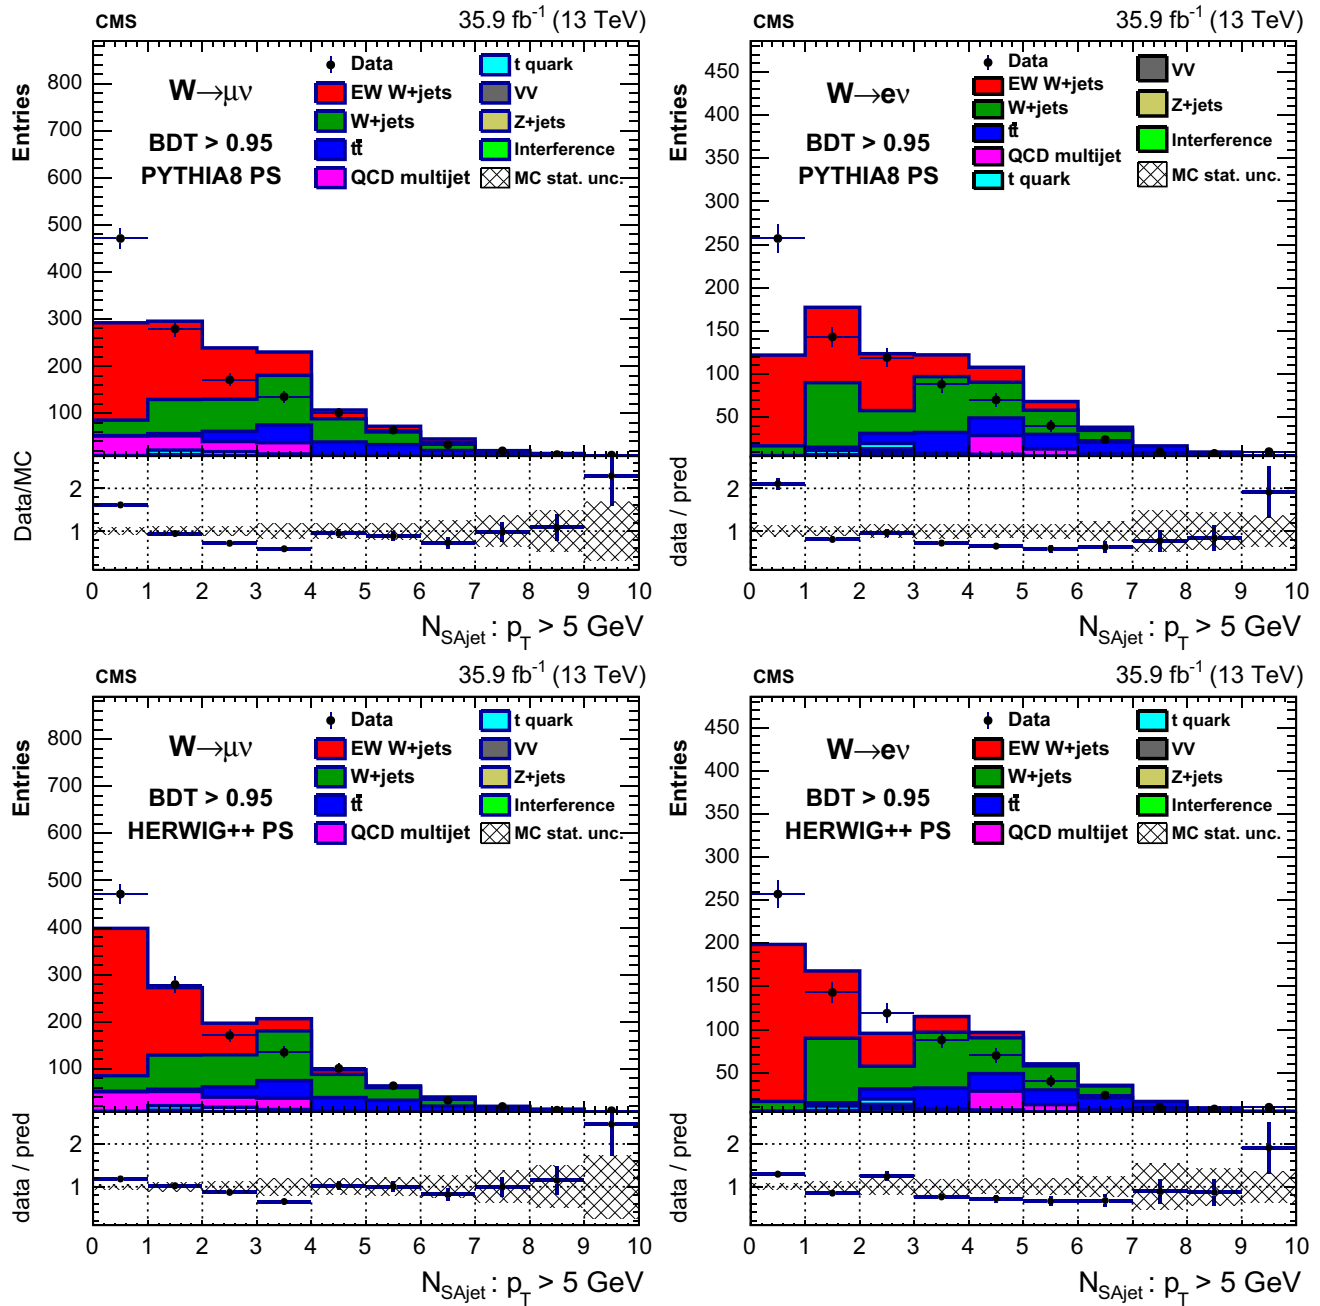 CMS 35.9 fb⁻¹ (13 TeV)
Entries
800
700
600
500
400
300
200
100
W→μν
BDT > 0.95
PYTHIA8 PS
Data
EW W+jets
W+jets
tt̄
QCD multijet
t quark
VV
Z+jets
Interference
MC stat. unc.
Data/MC
2
1
0 1 2 3 4 5 6 7 8 9 10
N_SAjet : p_T > 5 GeV
CMS 35.9 fb⁻¹ (13 TeV)
Entries
450
400
350
300
250
200
150
100
50
W→eν
BDT > 0.95
PYTHIA8 PS
Data
EW W+jets
W+jets
tt̄
QCD multijet
t quark
VV
Z+jets
Interference
MC stat. unc.
data / pred
2
1
0 1 2 3 4 5 6 7 8 9 10
N_SAjet : p_T > 5 GeV
CMS 35.9 fb⁻¹ (13 TeV)
Entries
800
700
600
500
400
300
200
100
W→μν
BDT > 0.95
HERWIG++ PS
Data
EW W+jets
W+jets
tt̄
QCD multijet
t quark
VV
Z+jets
Interference
MC stat. unc.
data / pred
2
1
0 1 2 3 4 5 6 7 8 9 10
N_SAjet : p_T > 5 GeV
CMS 35.9 fb⁻¹ (13 TeV)
Entries
450
400
350
300
250
200
150
100
50
W→eν
BDT > 0.95
HERWIG++ PS
Data
EW W+jets
W+jets
tt̄
QCD multijet
t quark
VV
Z+jets
Interference
MC stat. unc.
data / pred
2
1
0 1 2 3 4 5 6 7 8 9 10
N_SAjet : p_T > 5 GeV